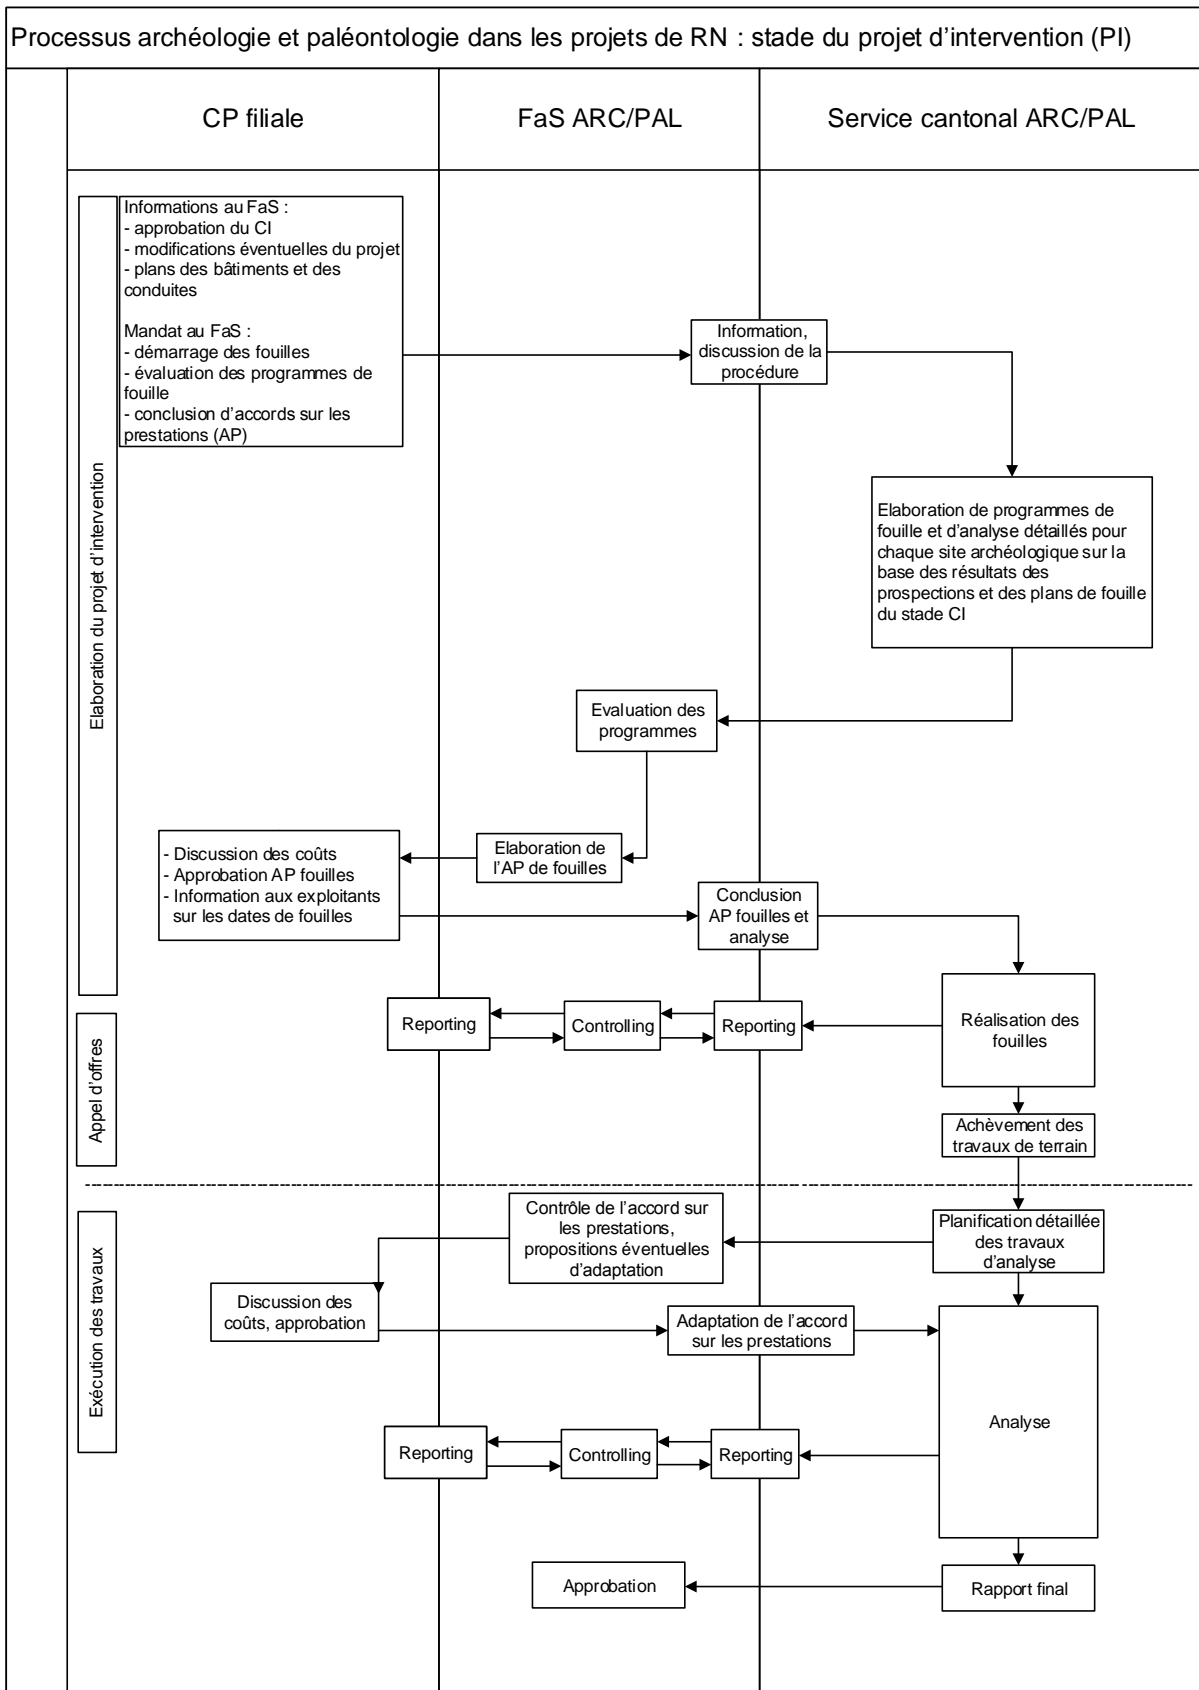 Processus archéologie et paléontologie dans les projets de RN : stade du projet d'intervention (PI)
CP filiale
FaS ARC/PAL
Service cantonal ARC/PAL
Elaboration du projet d'intervention
Informations au FaS :
- approbation du CI
- modifications éventuelles du projet
- plans des bâtiments et des
conduites
Mandat au FaS :
- démarrage des fouilles
- évaluation des programmes de
fouille
- conclusion d'accords sur les
prestations (AP)
Information,
discussion de la
procédure
Elaboration de programmes de
fouille et d'analyse détaillés pour
chaque site archéologique sur la
base des résultats des
prospections et des plans de fouille
du stade CI
Evaluation des
programmes
Elaboration de
l'AP de fouilles
- Discussion des coûts
- Approbation AP fouilles
- Information aux exploitants
sur les dates de fouilles
Conclusion
AP fouilles et
analyse
Appel d'offres
Reporting
Controlling
Reporting
Réalisation des
fouilles
Achèvement des
travaux de terrain
Exécution des travaux
Contrôle de l'accord sur
les prestations,
propositions éventuelles
d'adaptation
Planification détaillée
des travaux
d'analyse
Discussion des
coûts, approbation
Adaptation de l'accord
sur les prestations
Analyse
Reporting
Controlling
Reporting
Approbation
Rapport final